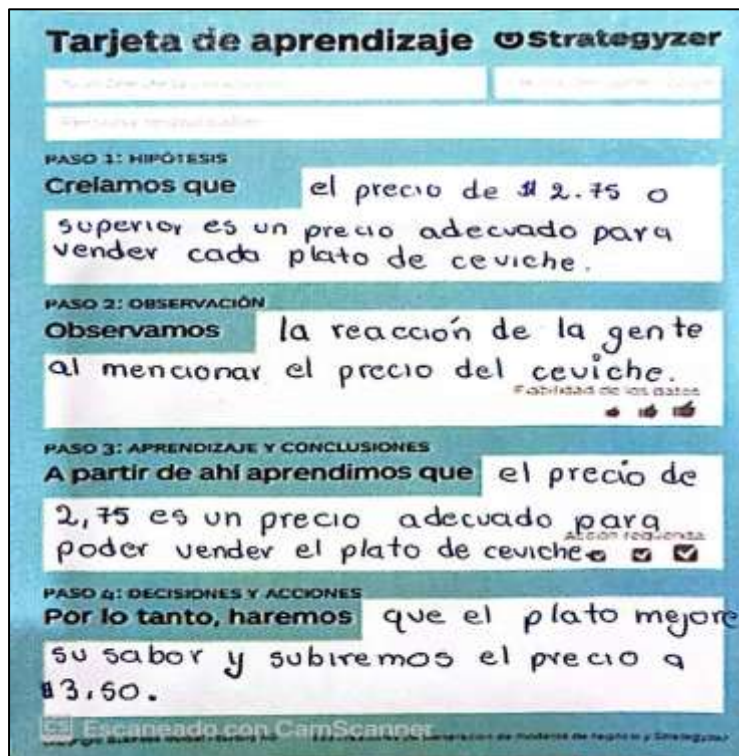 Tarjeta de aprendizaje Strategyzer
PASO 1: HIPÓTESIS
Creíamos que el precio de $ 2.75 o
superior es un precio adecuado para
vender cada plato de ceviche.
PASO 2: OBSERVACIÓN
Observamos la reacción de la gente
al mencionar el precio del ceviche.
Fiabilidad de los datos
PASO 3: APRENDIZAJE Y CONCLUSIONES
A partir de ahí aprendimos que el precio de
2,75 es un precio adecuado para
Acción requerida
poder vender el plato de ceviche
PASO 4: DECISIONES Y ACCIONES
Por lo tanto, haremos que el plato mejore
su sabor y subiremos el precio a
$3,50.
CS Escaneado con CamScanner